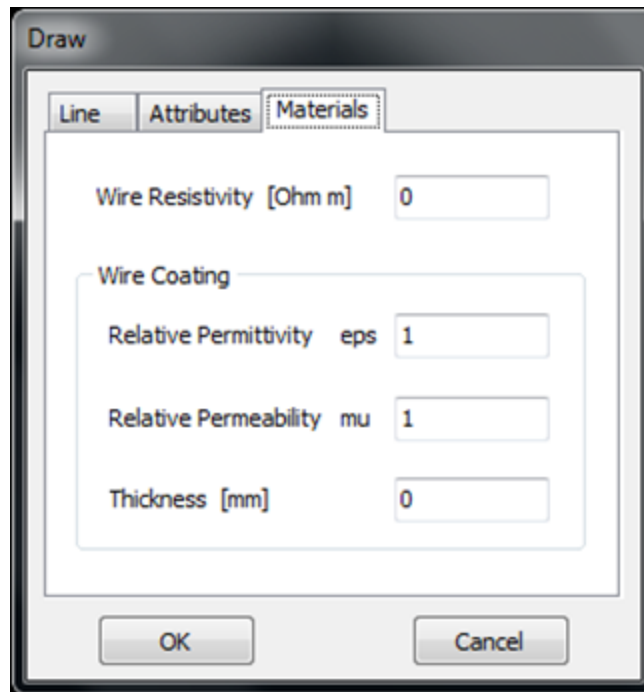 Draw
Line Attributes Materials
Wire Resistivity [Ohm m] 0
Wire Coating
Relative Permittivity eps 1
Relative Permeability mu 1
Thickness [mm] 0
OK Cancel